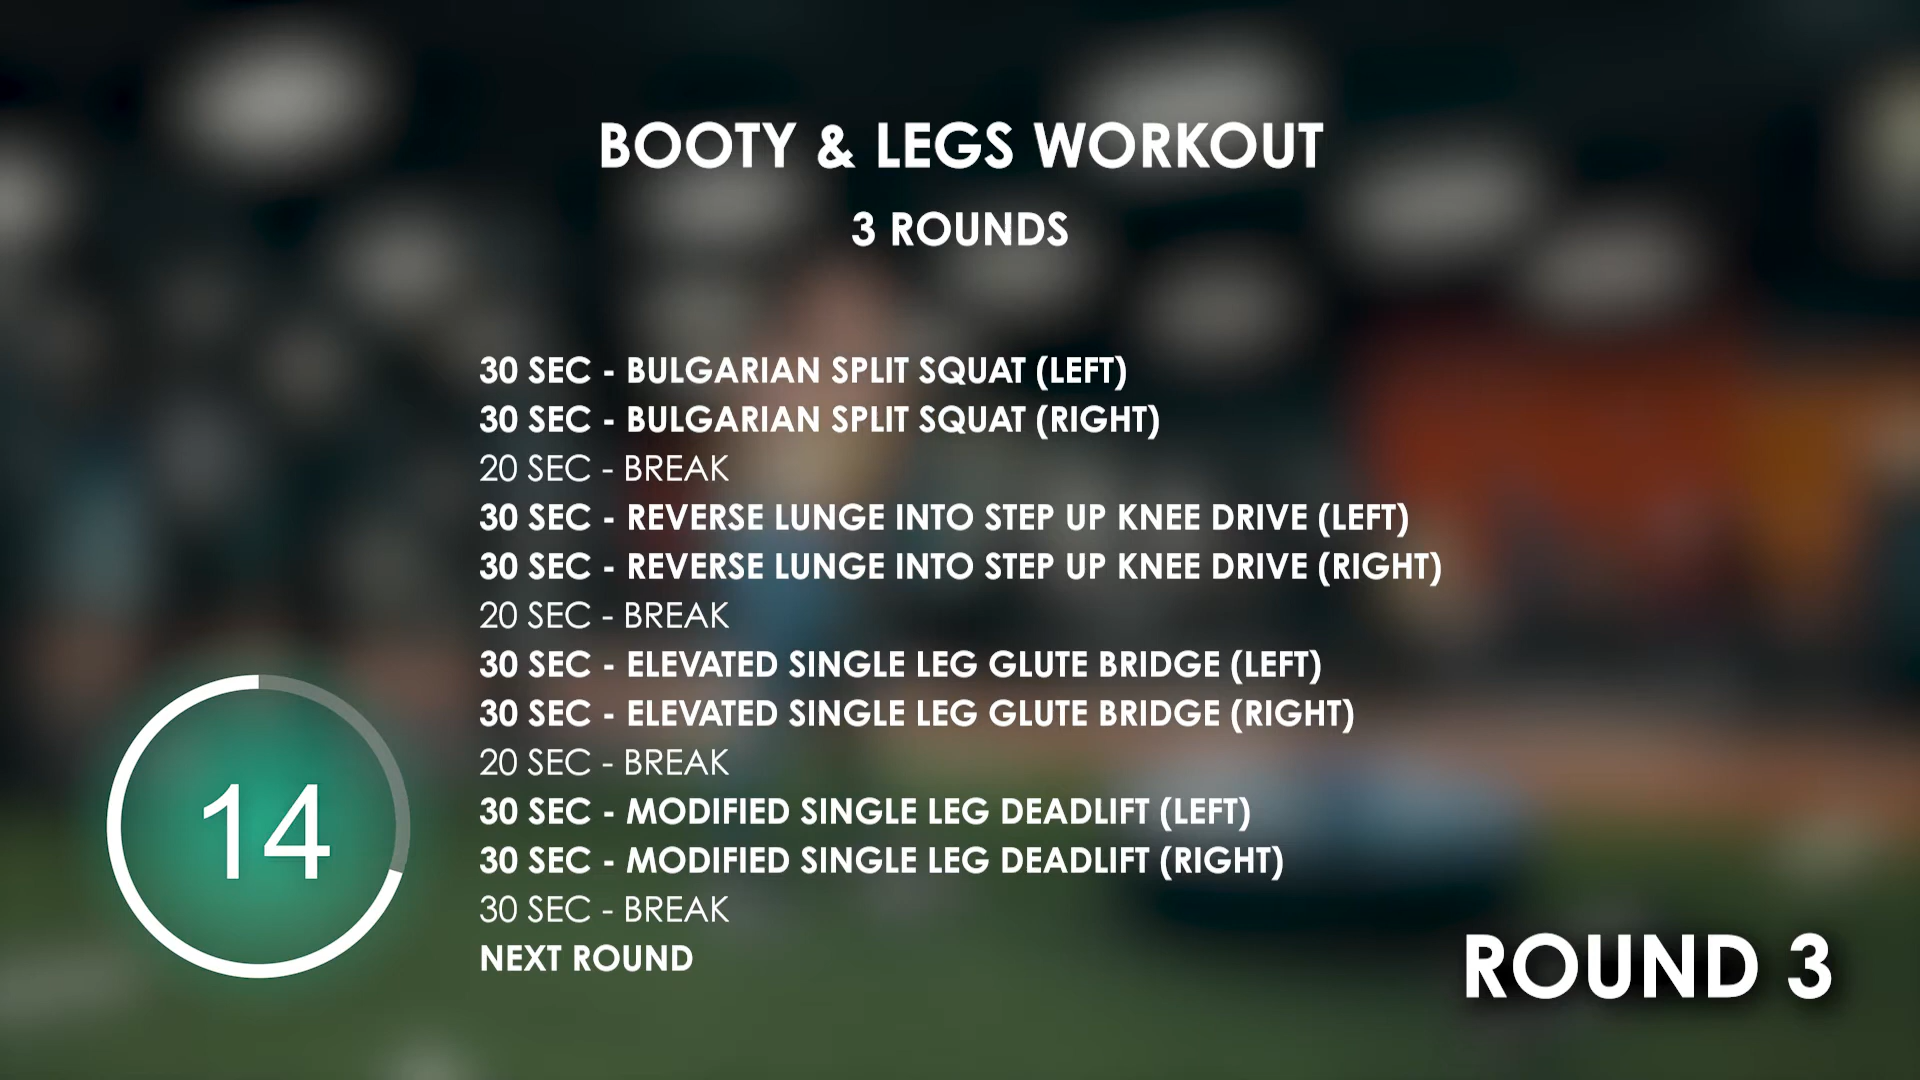 BOOTY & LEGS WORKOUT
3 ROUNDS
30 SEC - BULGARIAN SPLIT SQUAT (LEFT)
30 SEC - BULGARIAN SPLIT SQUAT (RIGHT)
20 SEC - BREAK
30 SEC - REVERSE LUNGE INTO STEP UP KNEE DRIVE (LEFT)
30 SEC - REVERSE LUNGE INTO STEP UP KNEE DRIVE (RIGHT)
20 SEC - BREAK
30 SEC - ELEVATED SINGLE LEG GLUTE BRIDGE (LEFT)
30 SEC - ELEVATED SINGLE LEG GLUTE BRIDGE (RIGHT)
20 SEC - BREAK
30 SEC - MODIFIED SINGLE LEG DEADLIFT (LEFT)
30 SEC - MODIFIED SINGLE LEG DEADLIFT (RIGHT)
30 SEC - BREAK
NEXT ROUND
14
ROUND 3